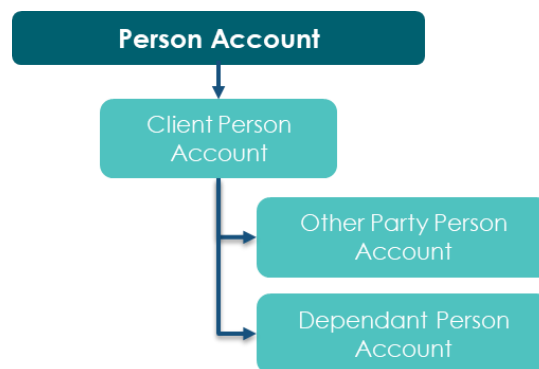 Person Account
Client Person
Account
Other Party Person
Account
Dependant Person
Account